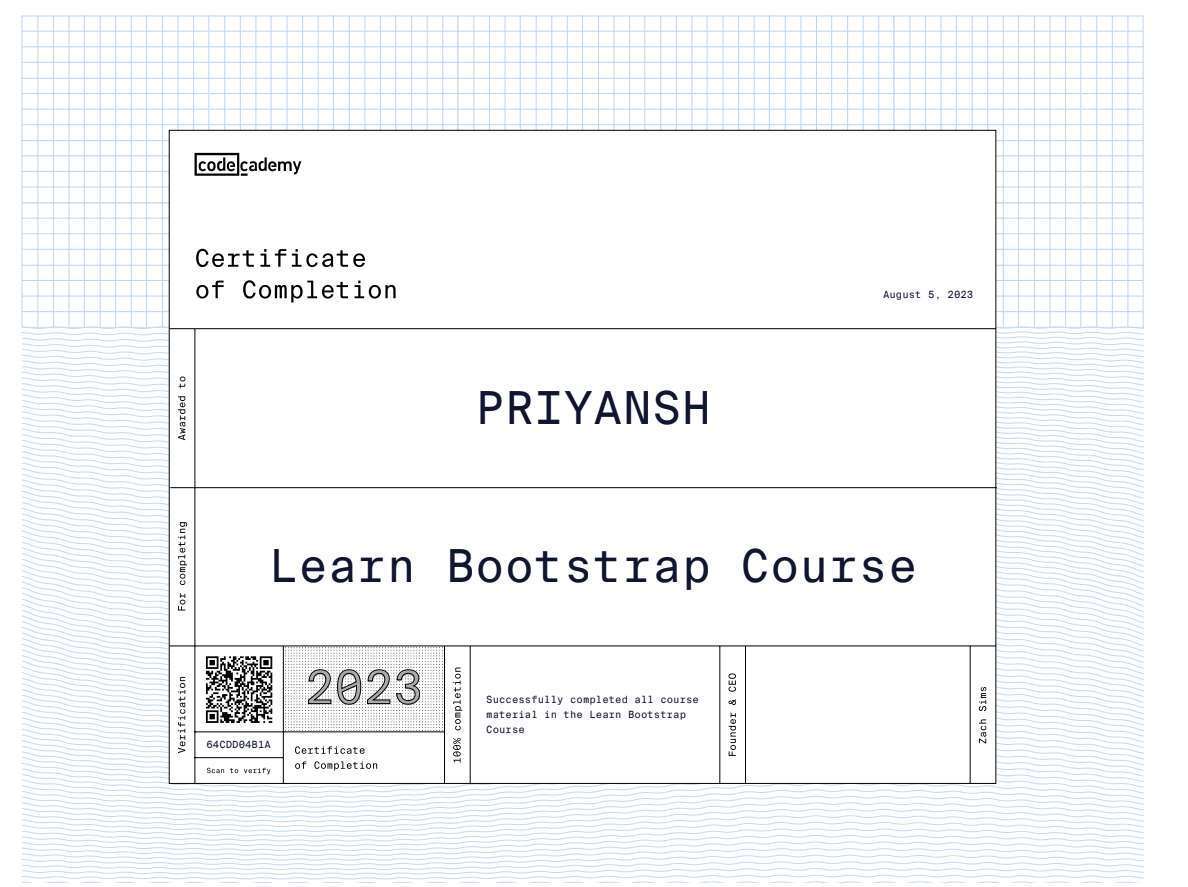 codecademy
Certificate
of Completion
August 5, 2023
Awarded to
PRIYANSH
For completing
Learn Bootstrap Course
Verification
64CDD04B1A
Scan to verify
2023
Certificate
of Completion
100% completion
Successfully completed all course
material in the Learn Bootstrap
Course
Founder & CEO
Zach Sims